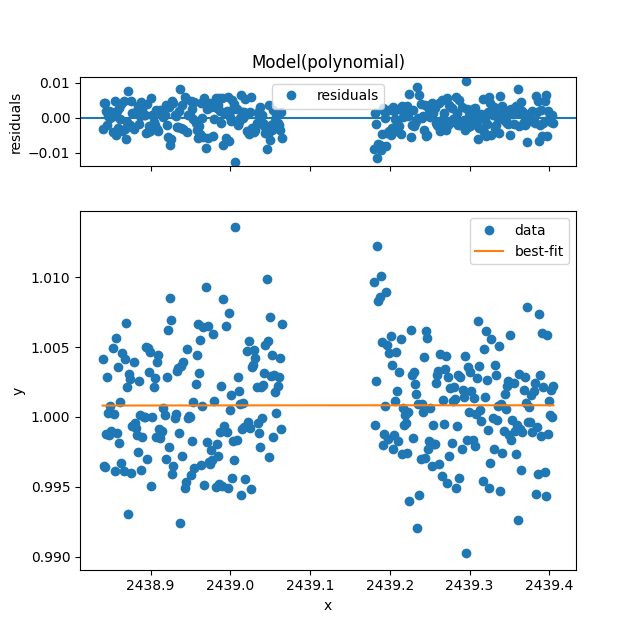 Model(polynomial)
0.01
0.00
−0.01
residuals
residuals
data
best-fit
1.010
1.005
1.000
0.995
0.990
y
2438.9
2439.0
2439.1
2439.2
2439.3
2439.4
x